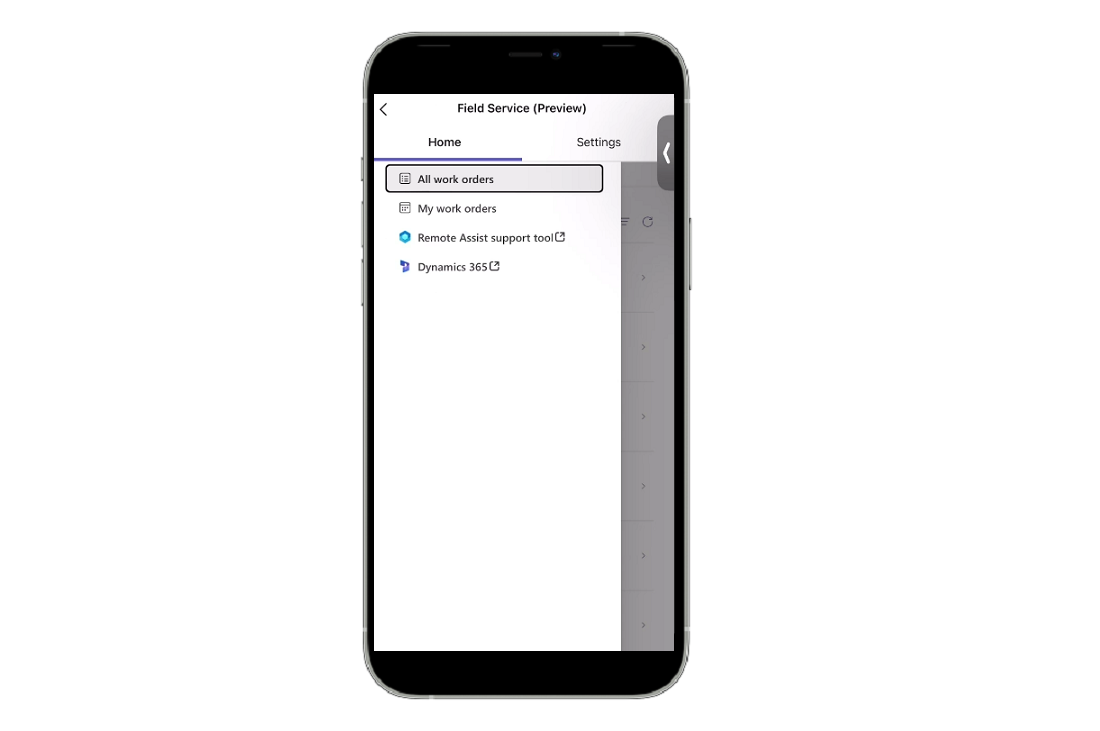 Field Service (Preview)
Home
Settings
All work orders
My work orders
Remote Assist support tool
Dynamics 365